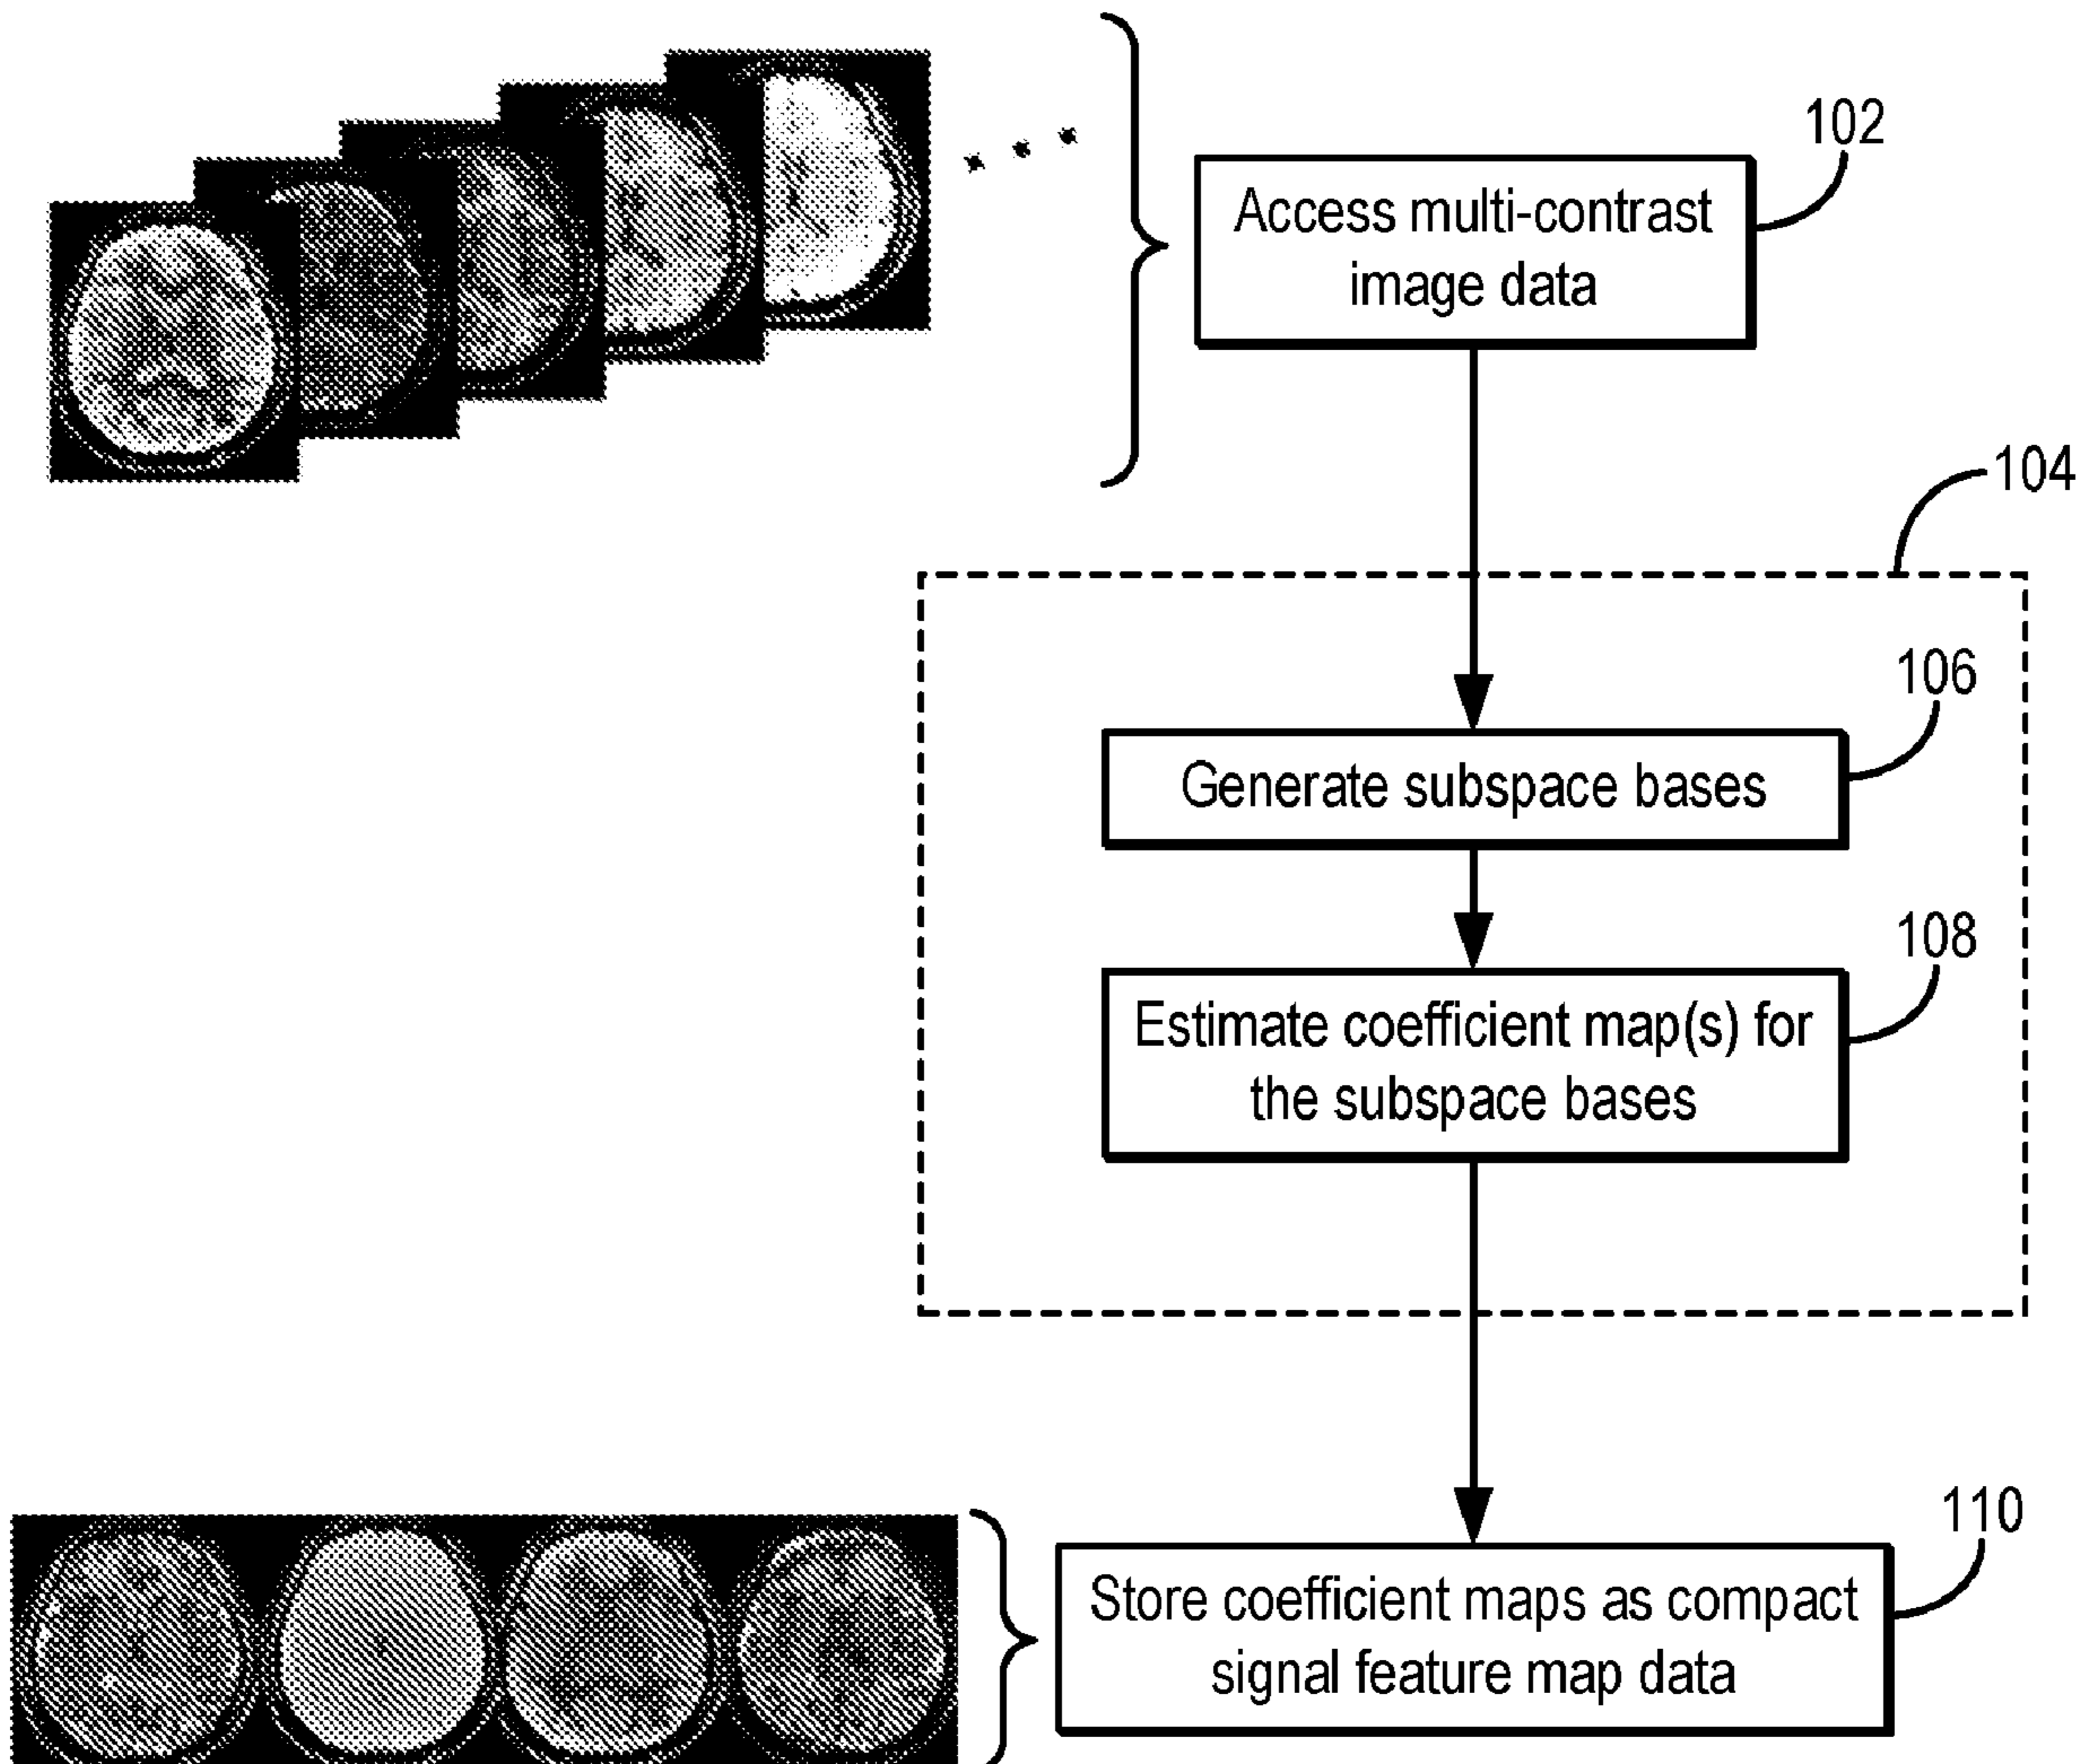 102
Access multi-contrast
image data
104
106
Generate subspace bases
108
Estimate coefficient map(s) for
the subspace bases
110
Store coefficient maps as compact
signal feature map data